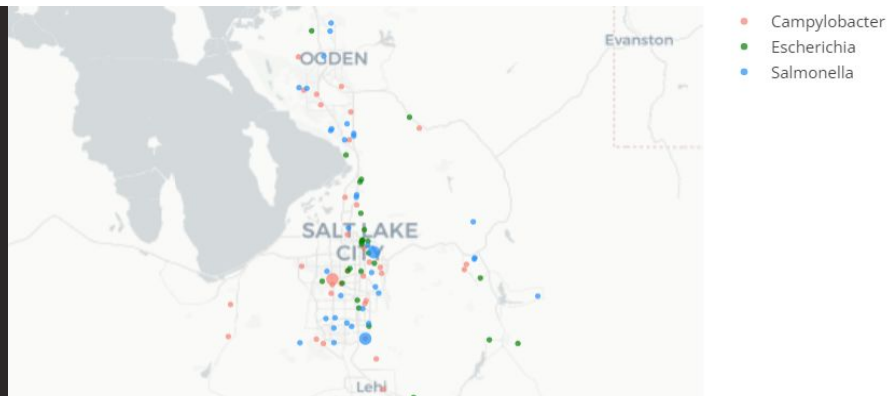 Campylobacter
Escherichia
Salmonella
Evanston
OGDEN
SALT LAKE
CITY
Lehi